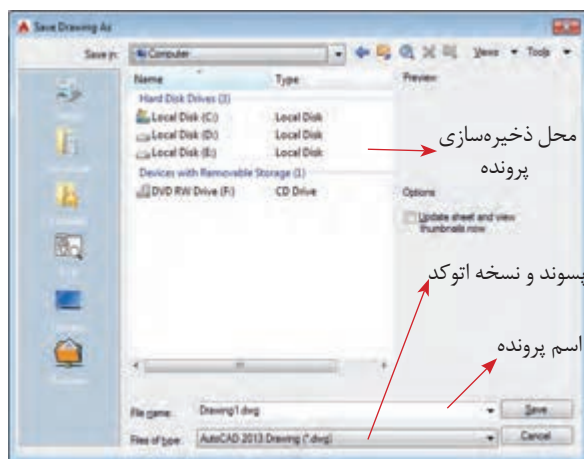 Save Drawing As
Save in: Computer Views Tools
Name Type Preview
Hard Disk Drives (3)
Local Disk (C:) Local Disk
Local Disk (D:) Local Disk
Local Disk (E:) Local Disk
Devices with Removable Storage (1)
DVD RW Drive (F:) CD Drive
محل ذخیره‌سازی
پرونده
Options
Update sheet and view
thumbnails now
پسوند و نسخه اتوکد
اسم پرونده
File name: Drawing1.dwg Save
Files of type: AutoCAD 2013 Drawing (*.dwg) Cancel